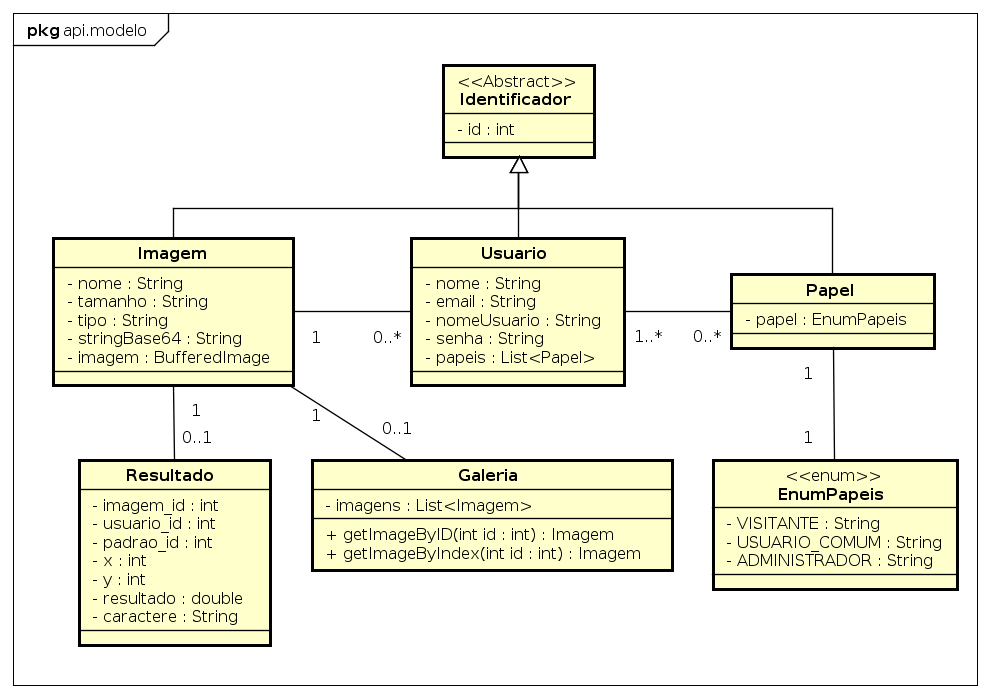 pkg api.modelo
<<Abstract>>
Identificador
- id : int
Imagem
- nome : String
- tamanho : String
- tipo : String
- stringBase64 : String
- imagem : BufferedImage
1
0..*
Usuario
- nome : String
- email : String
- nomeUsuario : String
- senha : String
- papeis : List<Papel>
1..*
0..*
Papel
- papel : EnumPapeis
1
0..1
1
0..1
1
1
Resultado
- imagem_id : int
- usuario_id : int
- padrao_id : int
- x : int
- y : int
- resultado : double
- caractere : String
Galeria
- imagens : List<Imagem>
+ getImageByID(int id : int) : Imagem
+ getImageByIndex(int id : int) : Imagem
<<enum>>
EnumPapeis
- VISITANTE : String
- USUARIO_COMUM : String
- ADMINISTRADOR : String